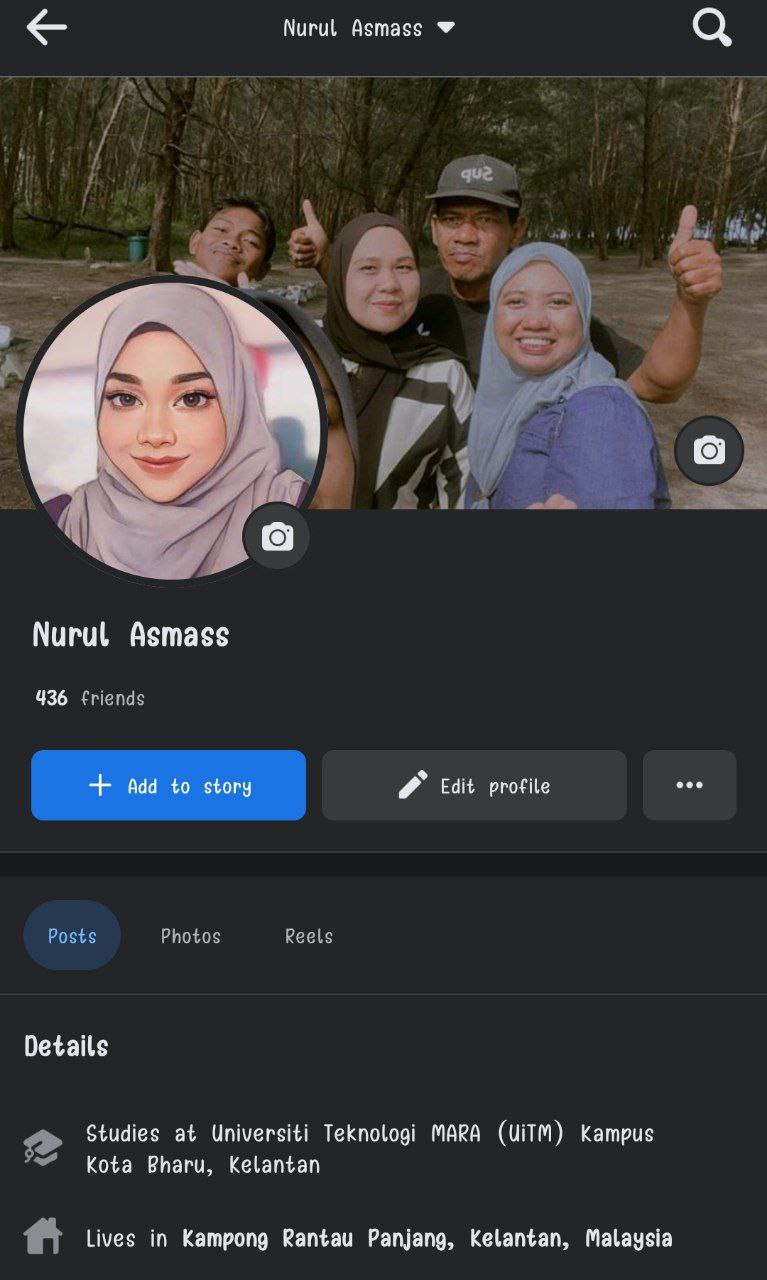 Nurul Asmass
Sup
Nurul Asmass
436 friends
Add to story
Edit profile
Posts Photos Reels
Details
Studies at Universiti Teknologi MARA (UiTM) Kampus
Kota Bharu, Kelantan
Lives in Kampong Rantau Panjang, Kelantan, Malaysia